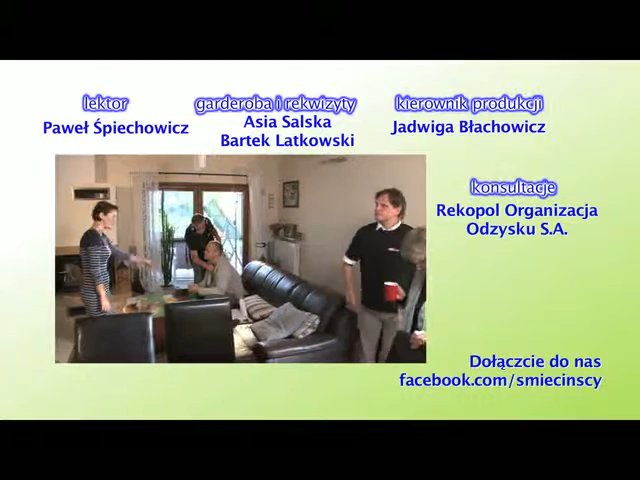 lektor
Paweł Śpiechowicz
garderoba i rekwizyty
Asia Salska
Bartek Latkowski
kierownik produkcji
Jadwiga Błachowicz
konsultacje
Rekopol Organizacja
Odzysku S.A.
Dołączcie do nas
facebook.com/smiecinscy